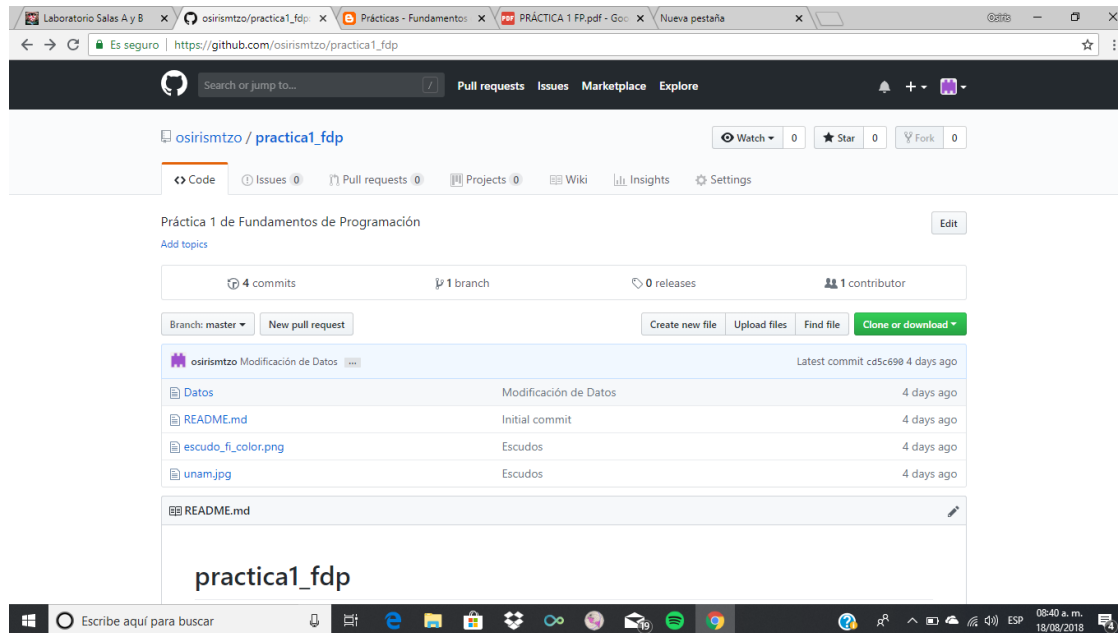 Laboratorio Salas A y B
osirismtzo/practica1_fdp:
Prácticas - Fundamentos
PDF PRÁCTICA 1 FP.pdf - Goo
Nueva pestaña
Osiris
Es seguro | https://github.com/osirismtzo/practica1_fdp
Search or jump to... /
Pull requests Issues Marketplace Explore
osirismtzo / practica1_fdp
Watch 0 Star 0 Fork 0
Code Issues 0 Pull requests 0 Projects 0 Wiki Insights Settings
Práctica 1 de Fundamentos de Programación
Edit
Add topics
4 commits 1 branch 0 releases 1 contributor
Branch: master New pull request Create new file Upload files Find file Clone or download
osirismtzo Modificación de Datos ... Latest commit cd5c690 4 days ago
Datos Modificación de Datos 4 days ago
README.md Initial commit 4 days ago
escudo_fi_color.png Escudos 4 days ago
unam.jpg Escudos 4 days ago
README.md
practica1_fdp
Escribe aquí para buscar
19
ESP
08:40 a. m.
18/08/2018
4